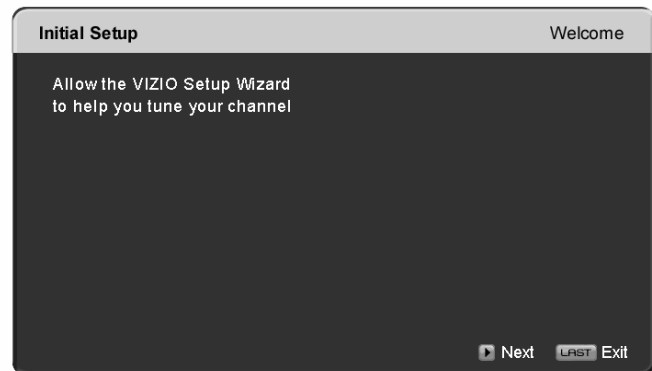 Initial Setup Welcome
Allow the VIZIO Setup Wizard
to help you tune your channel
Next LAST Exit